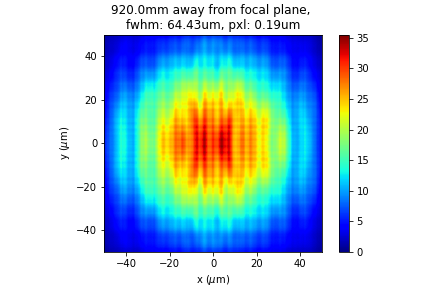 920.0mm away from focal plane,
fwhm: 64.43um, pxl: 0.19um
40
20
0
−20
−40
y (μm)
−40 −20 0 20 40
x (μm)
35
30
25
20
15
10
5
0